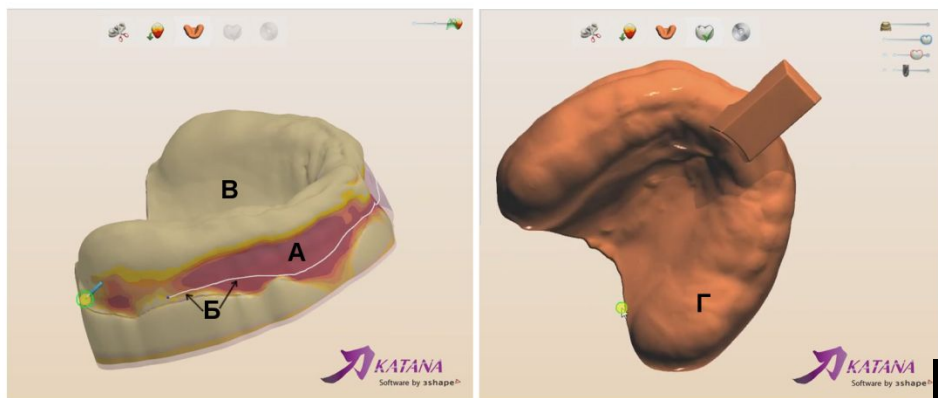 В
А
Б
KATANA
Software by 3shape
Г
KATANA
Software by 3shape